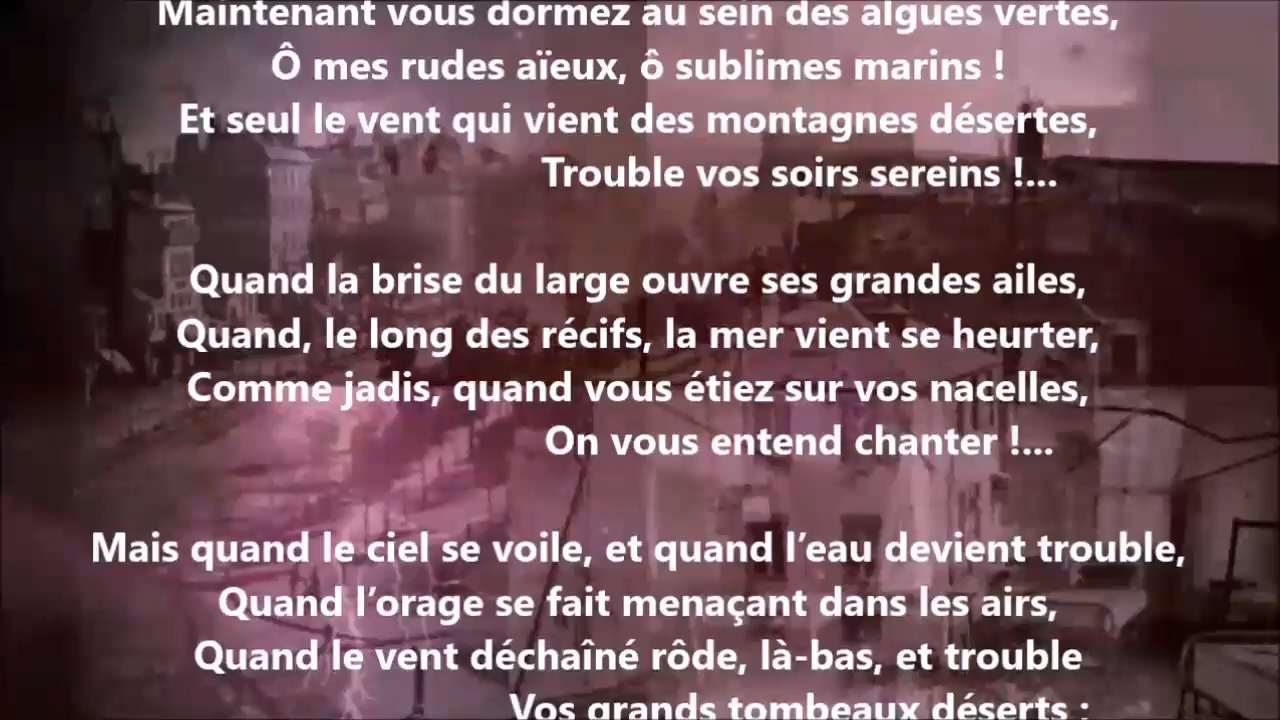 Maintenant vous dormez au sein des algues vertes,
Ô mes rudes aïeux, ô sublimes marins !
Et seul le vent qui vient des montagnes désertes,
Trouble vos soirs sereins !...
Quand la brise du large ouvre ses grandes ailes,
Quand, le long des récifs, la mer vient se heurter,
Comme jadis, quand vous étiez sur vos nacelles,
On vous entend chanter !...
Mais quand le ciel se voile, et quand l’eau devient trouble,
Quand l’orage se fait menaçant dans les airs,
Quand le vent déchaîné rôde, là-bas, et trouble
Vos grands tombeaux déserts ;